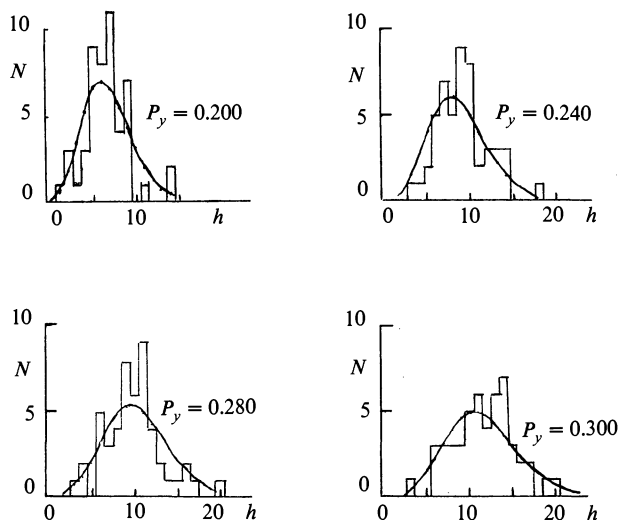 10
N
5
0
P_y = 0.200
0 10 h
10
N
5
0
P_y = 0.240
0 10 20 h
10
N
5
0
P_y = 0.280
0 10 20 h
10
N
5
0
P_y = 0.300
0 10 20 h